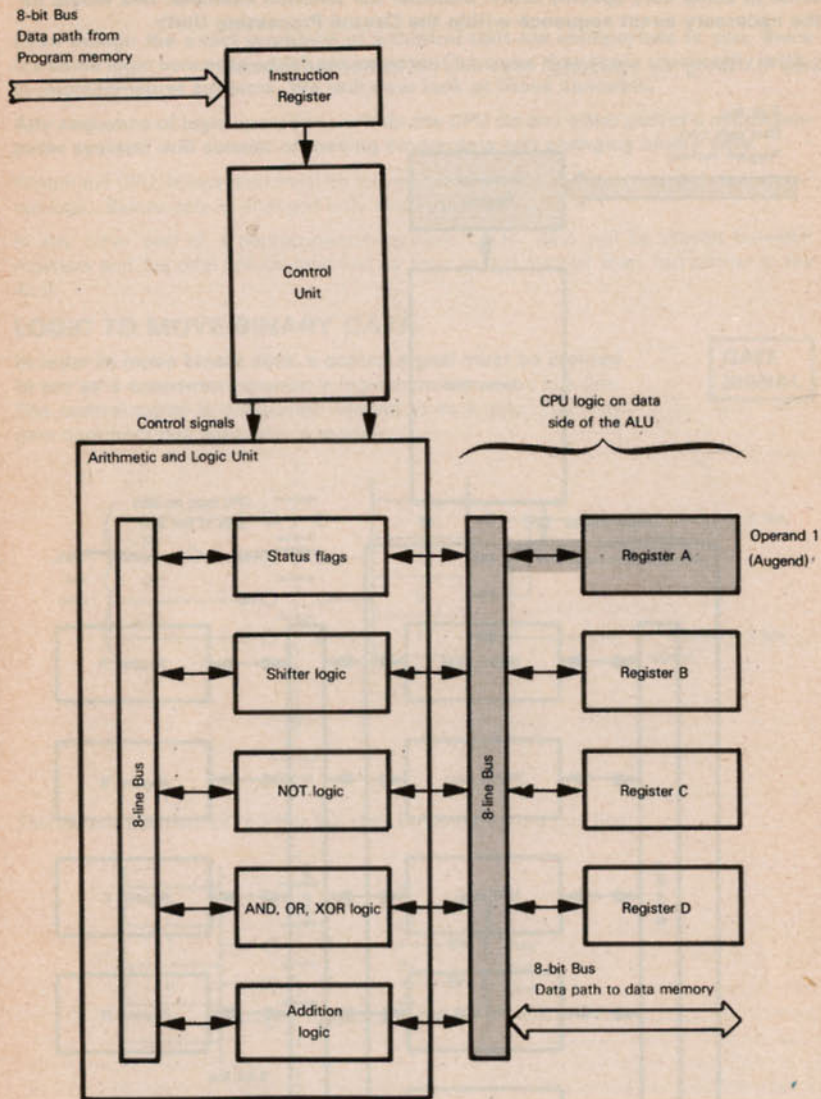 8-bit Bus
Data path from
Program memory
Instruction
Register
Control
Unit
Control signals
CPU logic on data
side of the ALU
Arithmetic and Logic Unit
8-line Bus
Status flags
Shifter logic
NOT logic
AND, OR, XOR logic
Addition
logic
8-line Bus
Register A
Operand 1
(Augend)
Register B
Register C
Register D
8-bit Bus
Data path to data memory